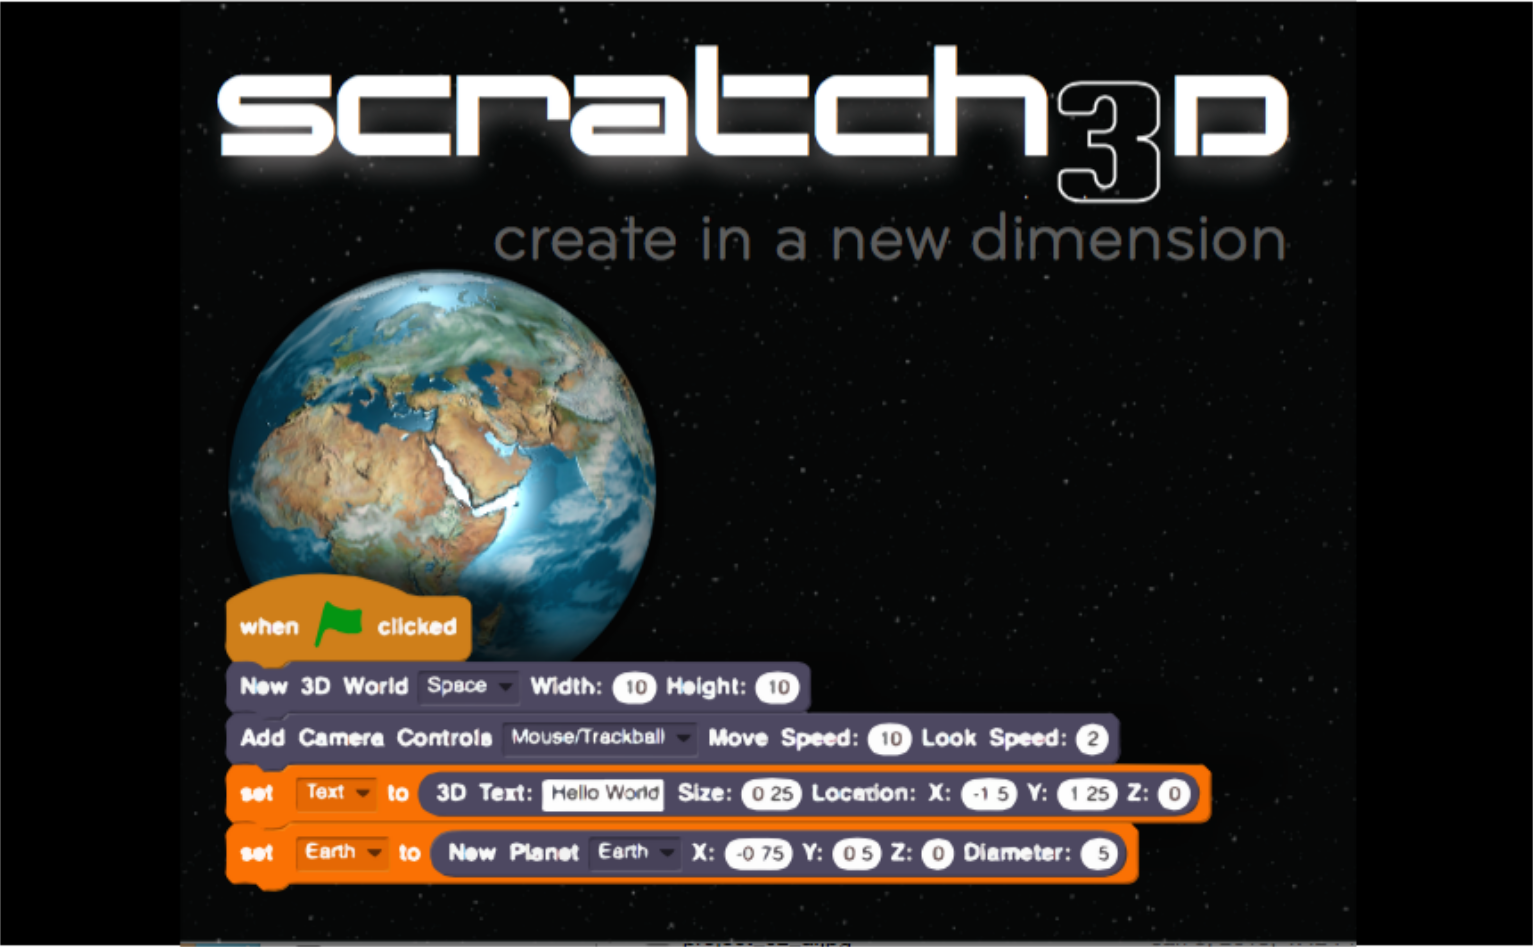 scratch3D
create in a new dimension
when clicked
New 3D World Space Width: 10 Height: 10
Add Camera Controls Mouse/Trackball Move Speed: 10 Look Speed: 2
set Text to 3D Text: Hello World Size: 0 25 Location: X: -1 5 Y: 1 25 Z: 0
set Earth to New Planet Earth X: -0 75 Y: 0 5 Z: 0 Diameter: 5